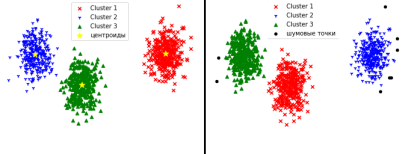 Cluster 1
Cluster 2
Cluster 3
центроиды
Cluster 1
Cluster 2
Cluster 3
шумовые точки